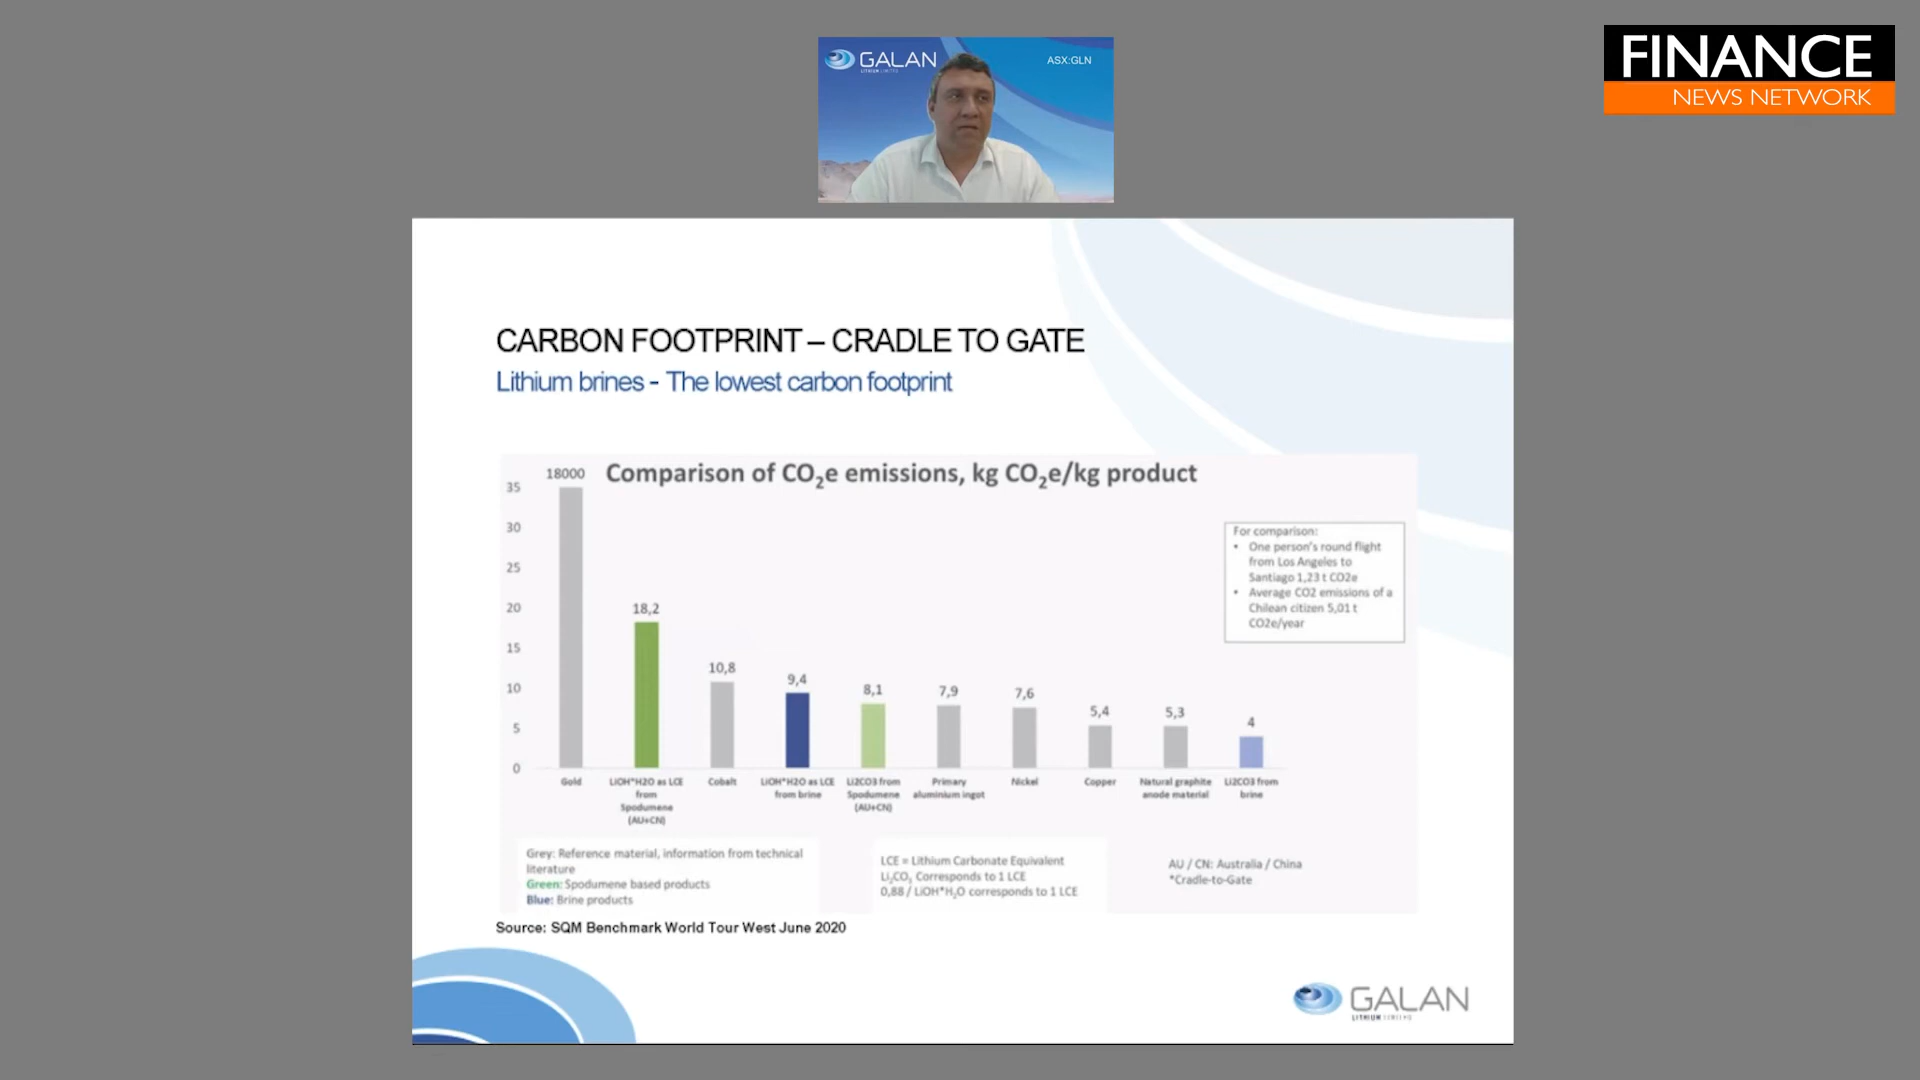 GALAN
LITHIUM LIMITED
ASX:GLN
FINANCE
NEWS NETWORK
CARBON FOOTPRINT – CRADLE TO GATE
Lithium brines - The lowest carbon footprint
Comparison of CO₂e emissions, kg CO₂e/kg product
18000
35
30
25
20
15
10
5
0
18,2
10,8
9,4
8,1
7,9
7,6
5,4
5,3
4
For comparison:
• One person's round flight
from Los Angeles to
Santiago 1,23 t CO2e
• Average CO2 emissions of a
Chilean citizen 5,01 t
CO2e/year
Gold
LiOH*H2O as LCE
from
Spodumene
(AU+CN)
Cobalt
LiOH*H2O as LCE
from brine
Li2CO3 from
Spodumene
(AU+CN)
Primary
aluminium ingot
Nickel
Copper
Natural graphite
anode material
Li2CO3 from
brine
Grey: Reference material, information from technical
literature
Green: Spodumene based products
Blue: Brine products
LCE = Lithium Carbonate Equivalent
Li₂CO₃ Corresponds to 1 LCE
0,88 / LiOH*H₂O corresponds to 1 LCE
AU / CN: Australia / China
*Cradle-to-Gate
Source: SQM Benchmark World Tour West June 2020
GALAN
LITHIUM LIMITED